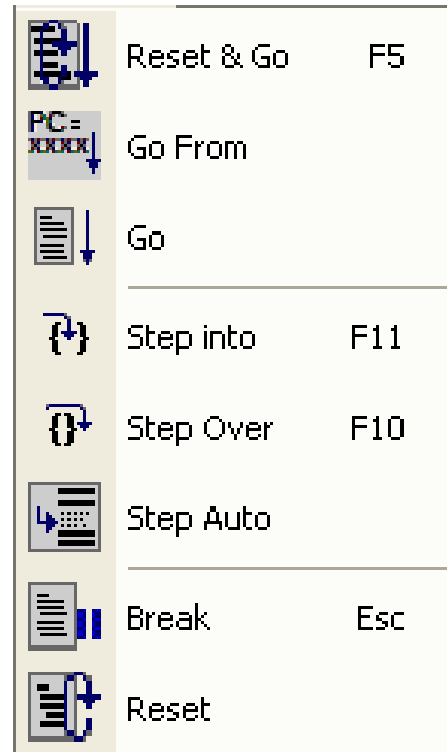 Reset & Go F5
PC=
xxxx
Go From
Go
Step into F11
Step Over F10
Step Auto
Break Esc
Reset